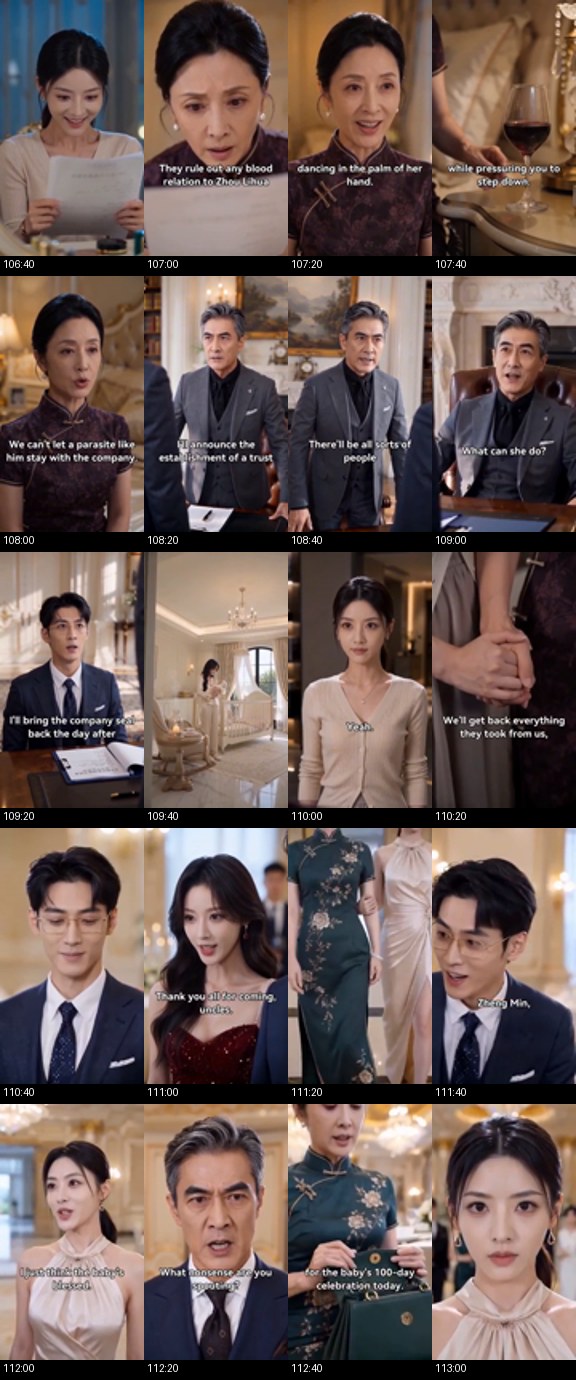 They rule out any blood
relation to Zhou Lihua
dancing in the palm of her
hand.
while pressuring you to
step down.
106:40
107:00
107:20
107:40
We can't let a parasite like
him stay with the company
I'll announce the
establishment of a trust
There'll be all sorts of
people
What can she do?
108:00
108:20
108:40
109:00
I'll bring the company seal
back the day after
Yeah.
We'll get back everything
they took from us,
109:20
109:40
110:00
110:20
Thank you all for coming,
uncles.
Zheng Min,
110:40
111:00
111:20
111:40
I just think the baby's
blessed.
What nonsense are you
spouting?
for the baby's 100-day
celebration today.
112:00
112:20
112:40
113:00